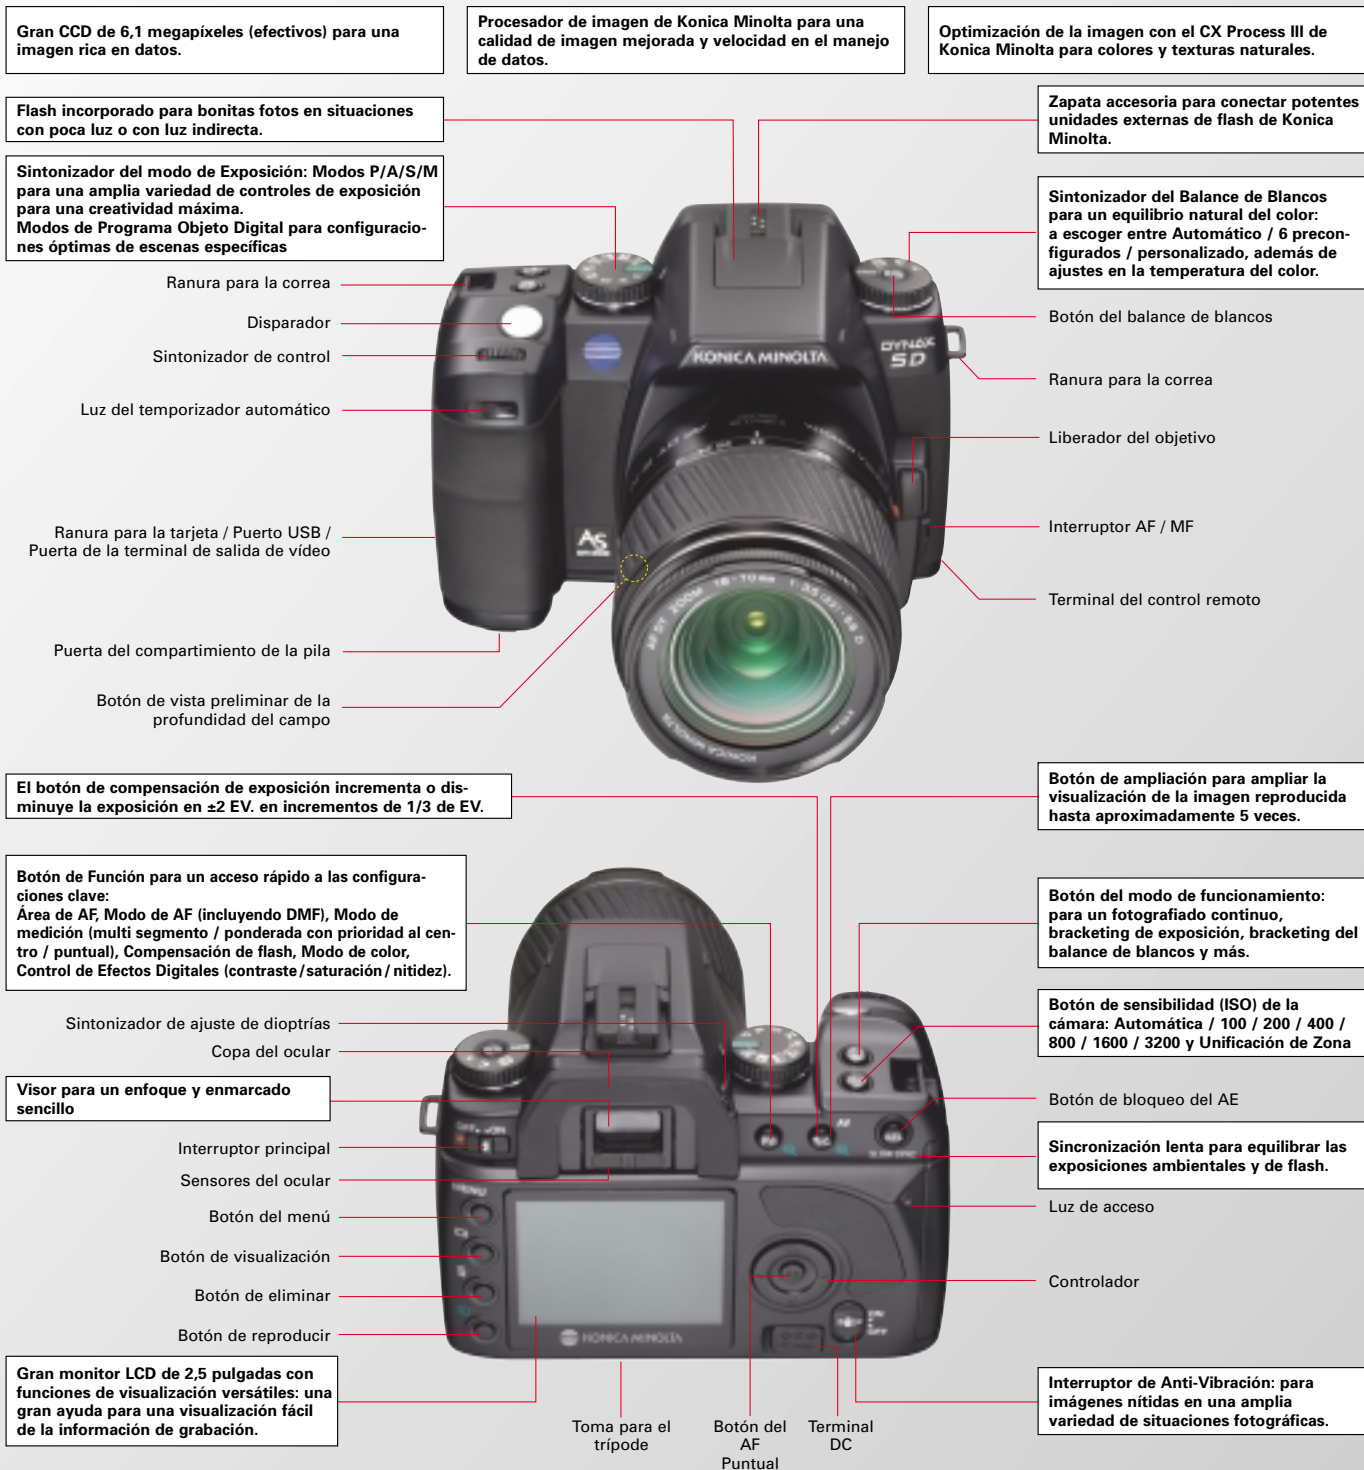 Gran CCD de 6,1 megapíxeles (efectivos) para una
imagen rica en datos.
Procesador de imagen de Konica Minolta para una
calidad de imagen mejorada y velocidad en el manejo
de datos.
Optimización de la imagen con el CX Process III de
Konica Minolta para colores y texturas naturales.
Flash incorporado para bonitas fotos en situaciones
con poca luz o con luz indirecta.
Zapata accesoria para conectar potentes
unidades externas de flash de Konica
Minolta.
Sintonizador del modo de Exposición: Modos P/A/S/M
para una amplia variedad de controles de exposición
para una creatividad máxima.
Modos de Programa Objeto Digital para configuracio-
nes óptimas de escenas específicas
Sintonizador del Balance de Blancos
para un equilibrio natural del color:
a escoger entre Automático / 6 precon-
figurados / personalizado, además de
ajustes en la temperatura del color.
Ranura para la correa
Disparador
Sintonizador de control
Luz del temporizador automático
Ranura para la tarjeta / Puerto USB /
Puerta de la terminal de salida de vídeo
Puerta del compartimiento de la pila
Botón de vista preliminar de la
profundidad del campo
Botón del balance de blancos
Ranura para la correa
Liberador del objetivo
Interruptor AF / MF
Terminal del control remoto
KONICA MINOLTA
DYNAX
5D
AS
AF ST ZOOM 18-70mm 1:3.5(22)-5.6 D
KONICA MINOLTA
El botón de compensación de exposición incrementa o dis-
minuye la exposición en ±2 EV. en incrementos de 1/3 de EV.
Botón de ampliación para ampliar la
visualización de la imagen reproducida
hasta aproximadamente 5 veces.
Botón de Función para un acceso rápido a las configura-
ciones clave:
Área de AF, Modo de AF (incluyendo DMF), Modo de
medición (multi segmento / ponderada con prioridad al cen-
tro / puntual), Compensación de flash, Modo de color,
Control de Efectos Digitales (contraste / saturación / nitidez).
Botón del modo de funcionamiento:
para un fotografiado continuo,
bracketing de exposición, bracketing del
balance de blancos y más.
Botón de sensibilidad (ISO) de la
cámara: Automática / 100 / 200 / 400 /
800 / 1600 / 3200 y Unificación de Zona
Sintonizador de ajuste de dioptrías
Copa del ocular
Visor para un enfoque y enmarcado
sencillo
Interruptor principal
Sensores del ocular
Botón del menú
Botón de visualización
Botón de eliminar
Botón de reproducir
Botón de bloqueo del AE
Sincronización lenta para equilibrar las
exposiciones ambientales y de flash.
Luz de acceso
Controlador
MENU
KONICA MINOLTA
Gran monitor LCD de 2,5 pulgadas con
funciones de visualización versátiles: una
gran ayuda para una visualización fácil
de la información de grabación.
Toma para el
trípode
Botón del
AF
Puntual
Terminal
DC
Interruptor de Anti-Vibración: para
imágenes nítidas en una amplia
variedad de situaciones fotográficas.